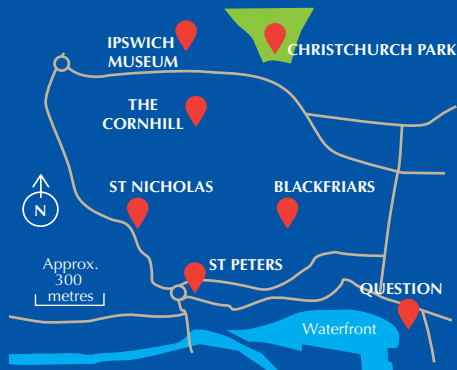 IPSWICH
MUSEUM
CHRISTCHURCH PARK
THE
CORNHILL
ST NICHOLAS
BLACKFRIARS
N
Approx.
300
metres
ST PETERS
QUESTION
Waterfront